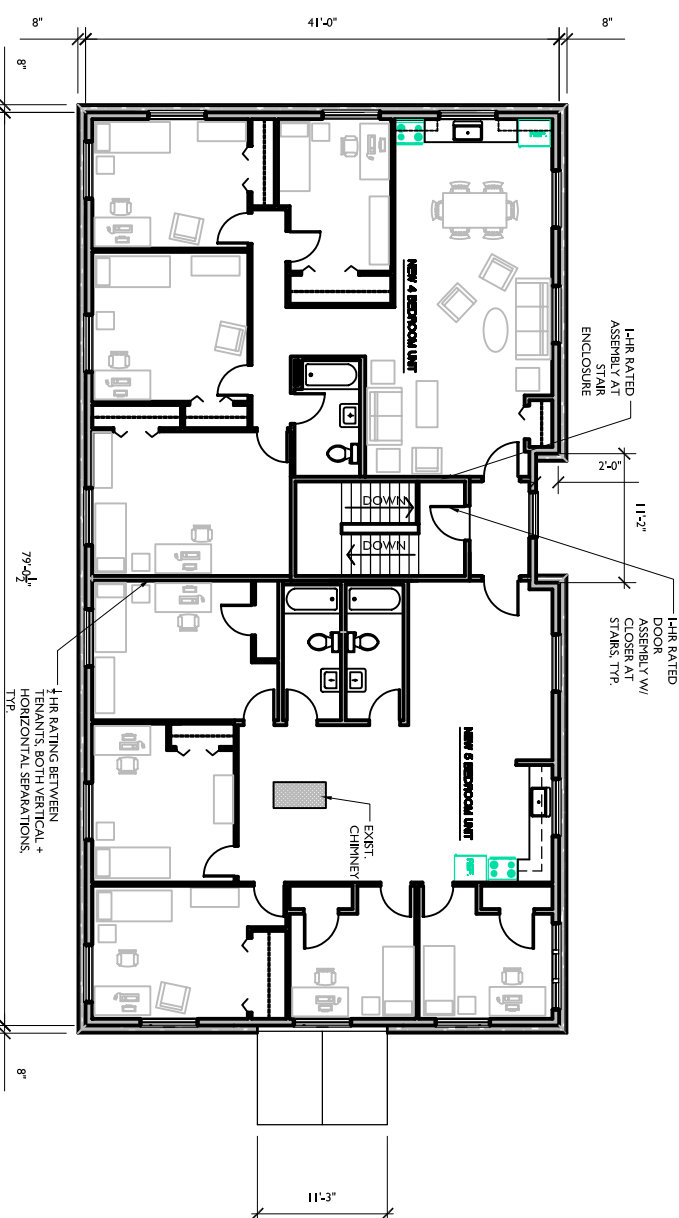 8"
41'-0"
8"
8"
1-HR RATED
ASSEMBLY AT
STAIR
ENCLOSURE
NEW 4 BEDROOM UNIT
REF.
2'-0"
11'-2"
1-HR RATED
DOOR
ASSEMBLY W/
CLOSER AT
STAIRS, TYP.
DOWN
DOWN
79'-0½"
½ HR RATING BETWEEN
TENANTS, BOTH VERTICAL +
HORIZONTAL SEPARATIONS,
TYP.
NEW 5 BEDROOM UNIT
REF.
EXIST.
CHIMNEY
8"
11'-3"